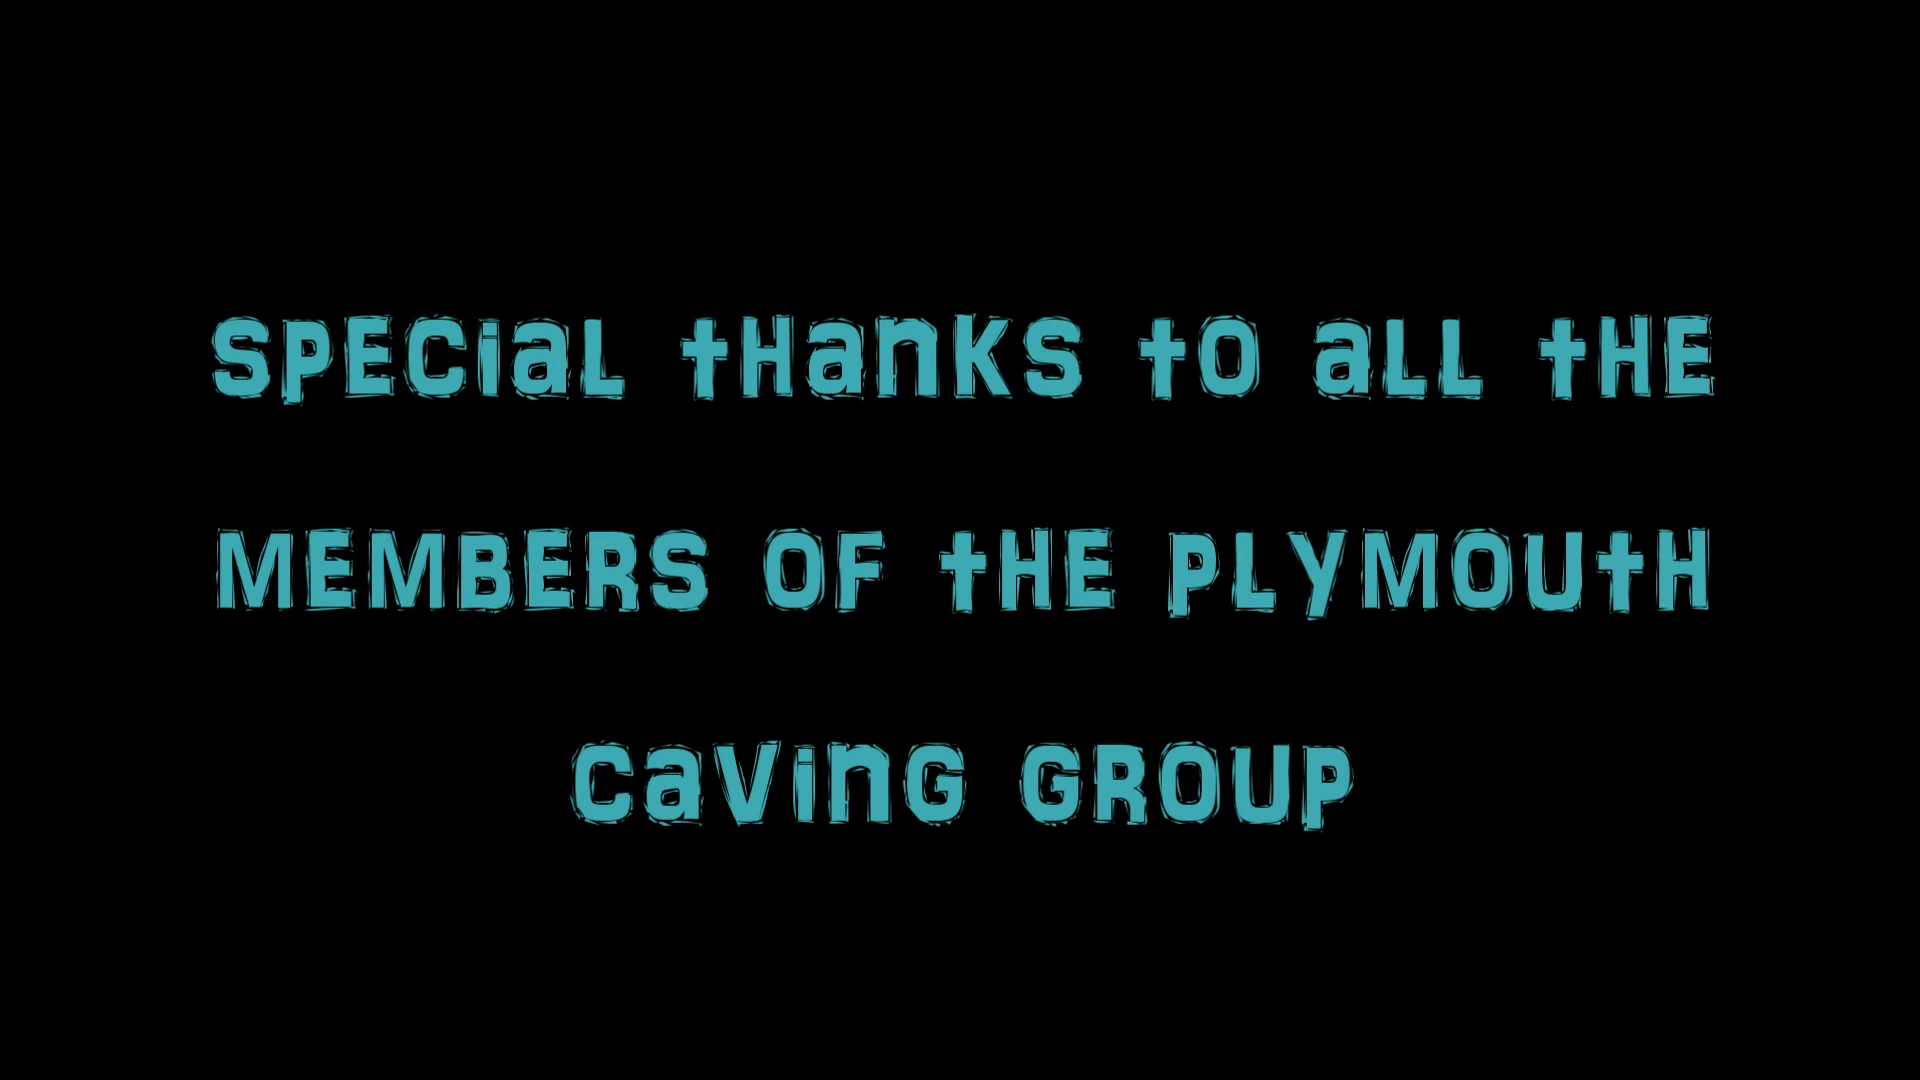 SPECiaL tHanKS tO aLL tHE
MEMBERS OF tHE PLYMOUtH
CaVinG GROUP